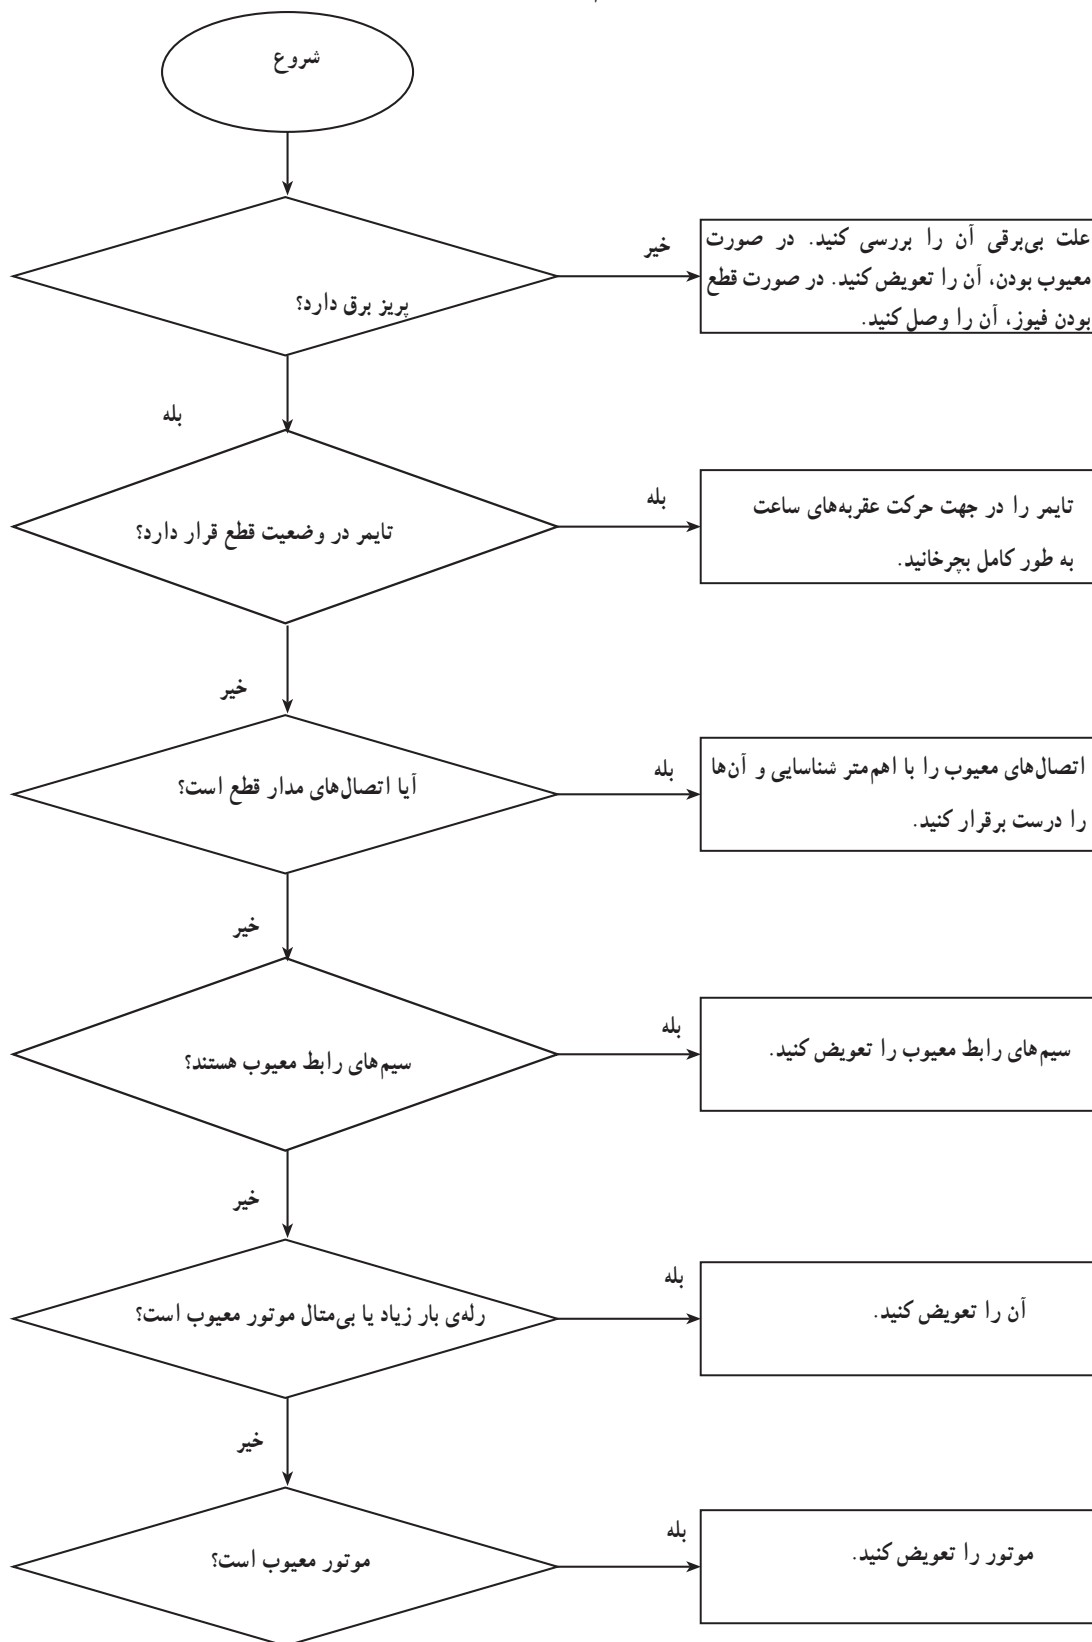 شروع
پریز برق دارد؟
خیر
علت بی‌برقی آن را بررسی کنید. در صورت
معیوب بودن، آن را تعویض کنید. در صورت قطع
بودن فیوز، آن را وصل کنید.
بله
تایمر در وضعیت قطع قرار دارد؟
بله
تایمر را در جهت حرکت عقربه‌های ساعت
به طور کامل بچرخانید.
خیر
آیا اتصال‌های مدار قطع است؟
بله
اتصال‌های معیوب را با اهم‌متر شناسایی و آن‌ها
را درست برقرار کنید.
خیر
سیم‌های رابط معیوب هستند؟
بله
سیم‌های رابط معیوب را تعویض کنید.
خیر
رله‌ی بار زیاد یا بی‌متال موتور معیوب است؟
بله
آن را تعویض کنید.
خیر
موتور معیوب است؟
بله
موتور را تعویض کنید.